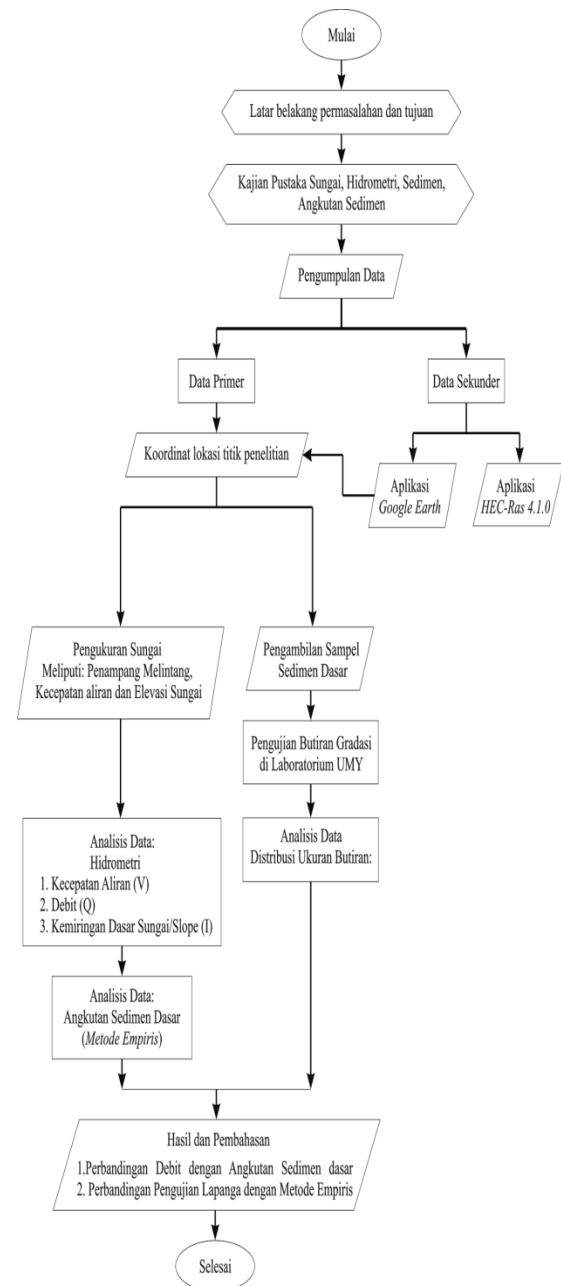 Mulai
Latar belakang permasalahan dan tujuan
Kajian Pustaka Sungai, Hidrometri, Sedimen,
Angkutan Sedimen
Pengumpulan Data
Data Primer
Data Sekunder
Koordinat lokasi titik penelitian
Aplikasi
Google Earth
Aplikasi
HEC-Ras 4.1.0
Pengukuran Sungai
Meliputi: Penampang Melintang,
Kecepatan aliran dan Elevasi Sungai
Pengambilan Sampel
Sedimen Dasar
Pengujian Butiran Gradasi
di Laboratorium UMY
Analisis Data:
Hidrometri
1. Kecepatan Aliran (V)
2. Debit (Q)
3. Kemiringan Dasar Sungai/Slope (I)
Analisis Data
Distribusi Ukuran Butiran:
Analisis Data:
Angkutan Sedimen Dasar
(Metode Empiris)
Hasil dan Pembahasan
1.Perbandingan Debit dengan Angkutan Sedimen dasar
2. Perbandingan Pengujian Lapanga dengan Metode Empiris
Selesai